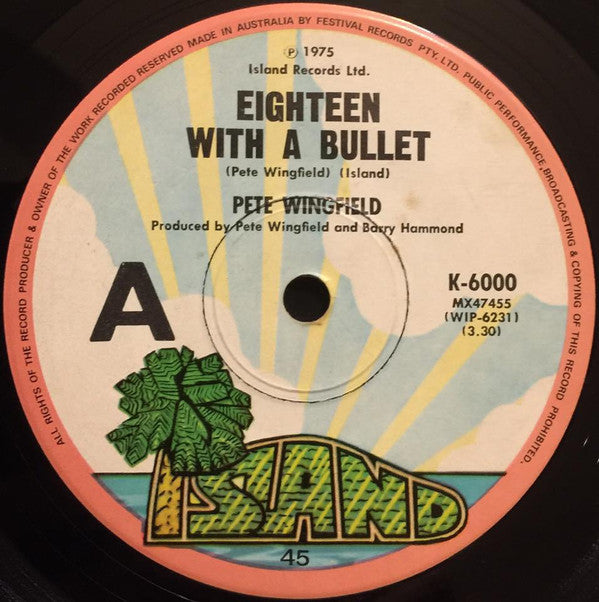 ALL RIGHTS OF THE RECORD PRODUCER & OWNER OF THE WORK RECORDED RESERVED MADE IN AUSTRALIA BY FESTIVAL RECORDS PTY. LTD. PUBLIC PERFORMANCE, BROADCASTING & COPYING OF THIS RECORD PROHIBITED.
Ⓟ 1975
Island Records Ltd.
EIGHTEEN
WITH A BULLET
(Pete Wingfield) (Island)
PETE WINGFIELD
Produced by Pete Wingfield and Barry Hammond
A
K-6000
MX47455
(WIP-6231)
(3.30)
ISLAND
45